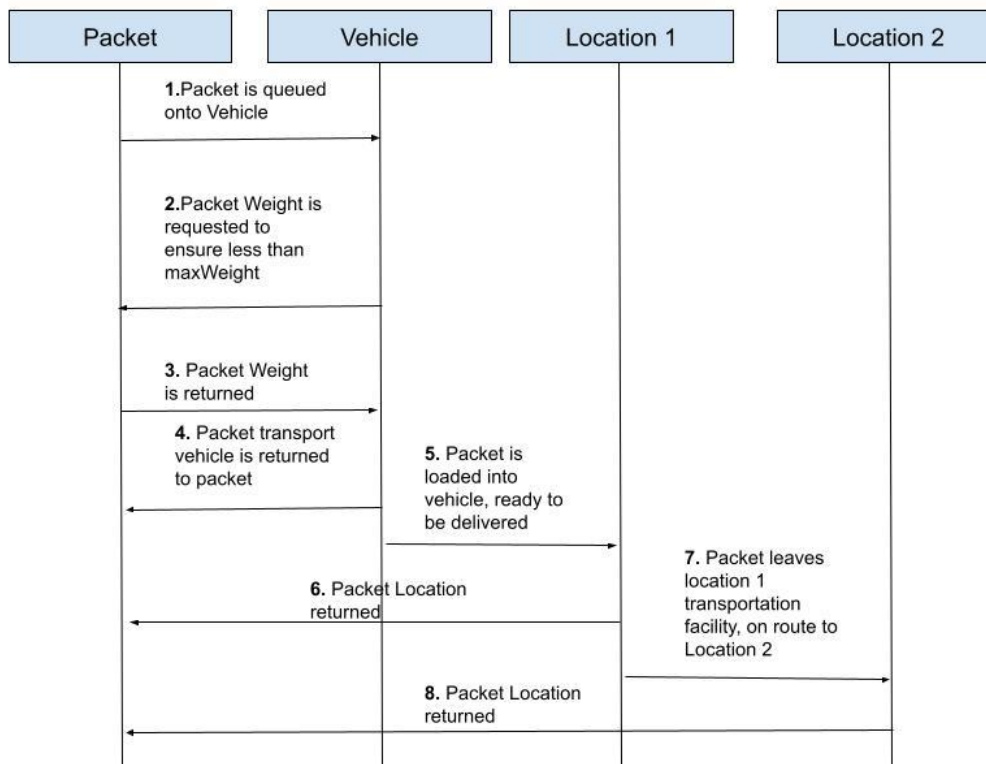 Packet
Vehicle
Location 1
Location 2
1.Packet is queued
onto Vehicle
2.Packet Weight is
requested to
ensure less than
maxWeight
3. Packet Weight
is returned
4. Packet transport
vehicle is returned
to packet
5. Packet is
loaded into
vehicle, ready to
be delivered
6. Packet Location
returned
7. Packet leaves
location 1
transportation
facility, on route to
Location 2
8. Packet Location
returned